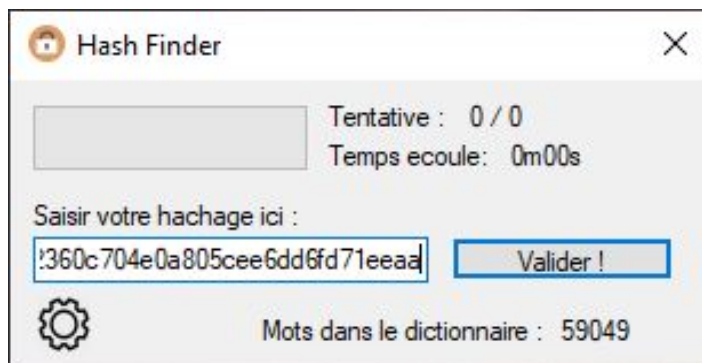 Hash Finder
Tentative : 0 / 0
Temps ecoule: 0m00s
Saisir votre hachage ici :
360c704e0a805cee6dd6fd71eeaa
Valider !
Mots dans le dictionnaire : 59049